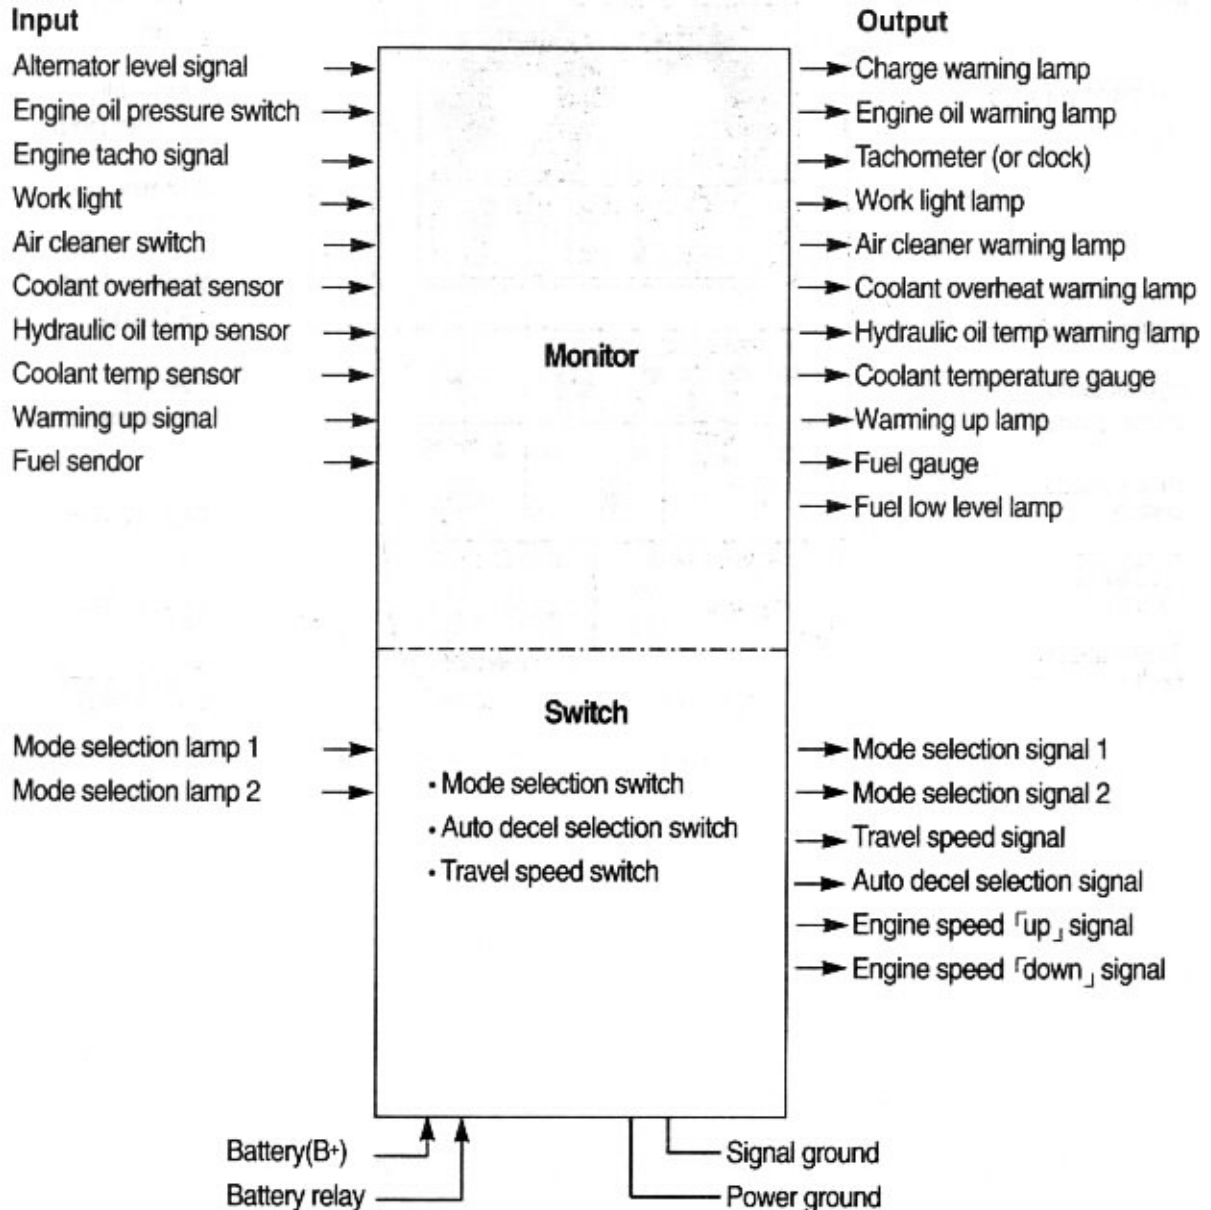 Input
Output
Alternator level signal
Charge warning lamp
Engine oil pressure switch
Engine oil warning lamp
Engine tacho signal
Tachometer (or clock)
Work light
Work light lamp
Air cleaner switch
Air cleaner warning lamp
Coolant overheat sensor
Coolant overheat warning lamp
Hydraulic oil temp sensor
Hydraulic oil temp warning lamp
Monitor
Coolant temp sensor
Coolant temperature gauge
Warming up signal
Warming up lamp
Fuel sendor
Fuel gauge
Fuel low level lamp
Switch
Mode selection lamp 1
Mode selection signal 1
Mode selection lamp 2
• Mode selection switch
Mode selection signal 2
• Auto decel selection switch
Travel speed signal
• Travel speed switch
Auto decel selection signal
Engine speed「up」signal
Engine speed「down」signal
Battery(B+)
Signal ground
Battery relay
Power ground